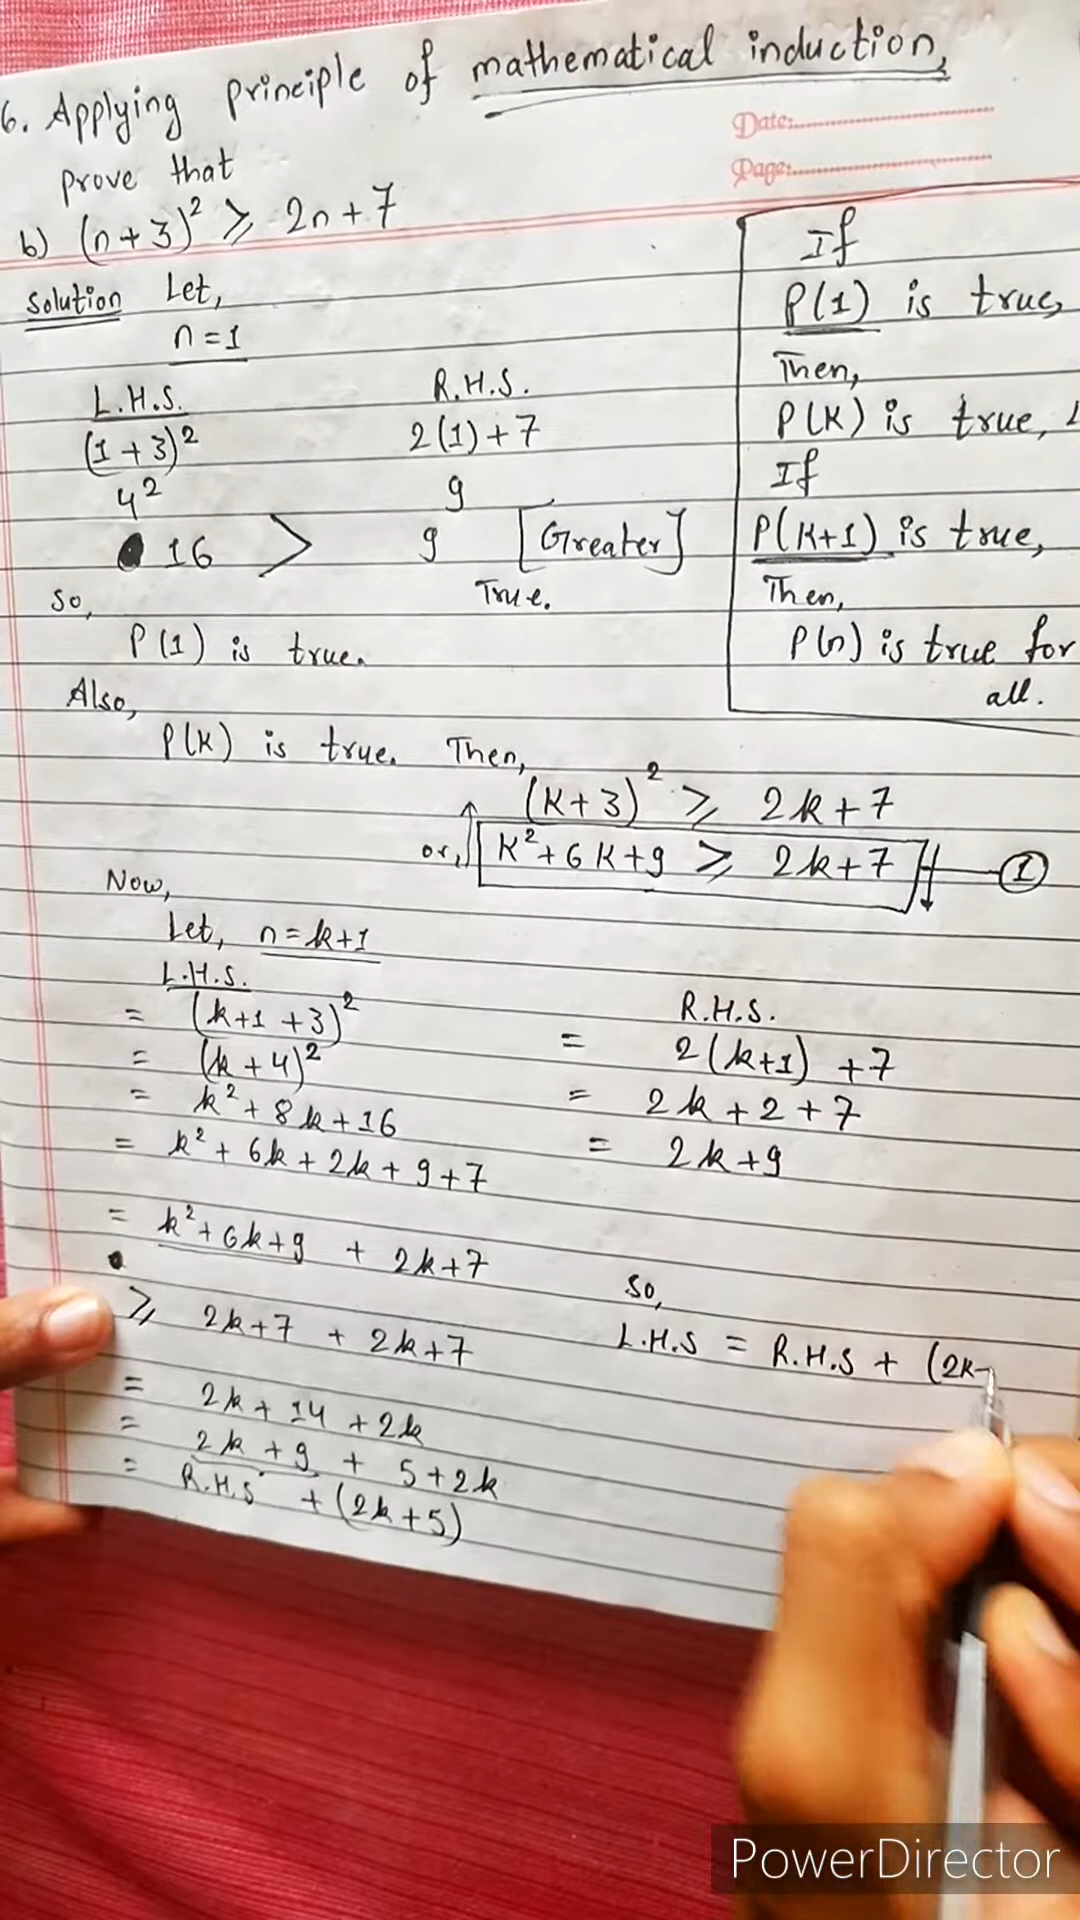 6. Applying principle of mathematical induction,
prove that
Date:
Page:
b) (n+3)² ⩾ 2n+7
Solution Let,
n=1
L.H.S. R.H.S.
(1+3)² 2(1)+7
4² 9
16 > 9 [Greater]
So, True.
P(1) is true.
If
P(1) is true,
Then,
P(K) is true,
If
P(K+1) is true,
Then,
P(n) is true for
all.
Also,
P(K) is true. Then,
(K+3)² ⩾ 2k+7
or, K²+6K+9 ⩾ 2k+7 — ①
Now,
Let, n=k+1
L.H.S.
= (k+1+3)²
= (k+4)²
= k²+8k+16
= k²+6k+2k+9+7
= k²+6k+9 + 2k+7
⩾ 2k+7 + 2k+7
= 2k+14+2k
= 2k+9 + 5+2k
= R.H.S + (2k+5)
R.H.S.
= 2(k+1) +7
= 2k+2+7
= 2k+9
So,
L.H.S = R.H.S + (2k
PowerDirector